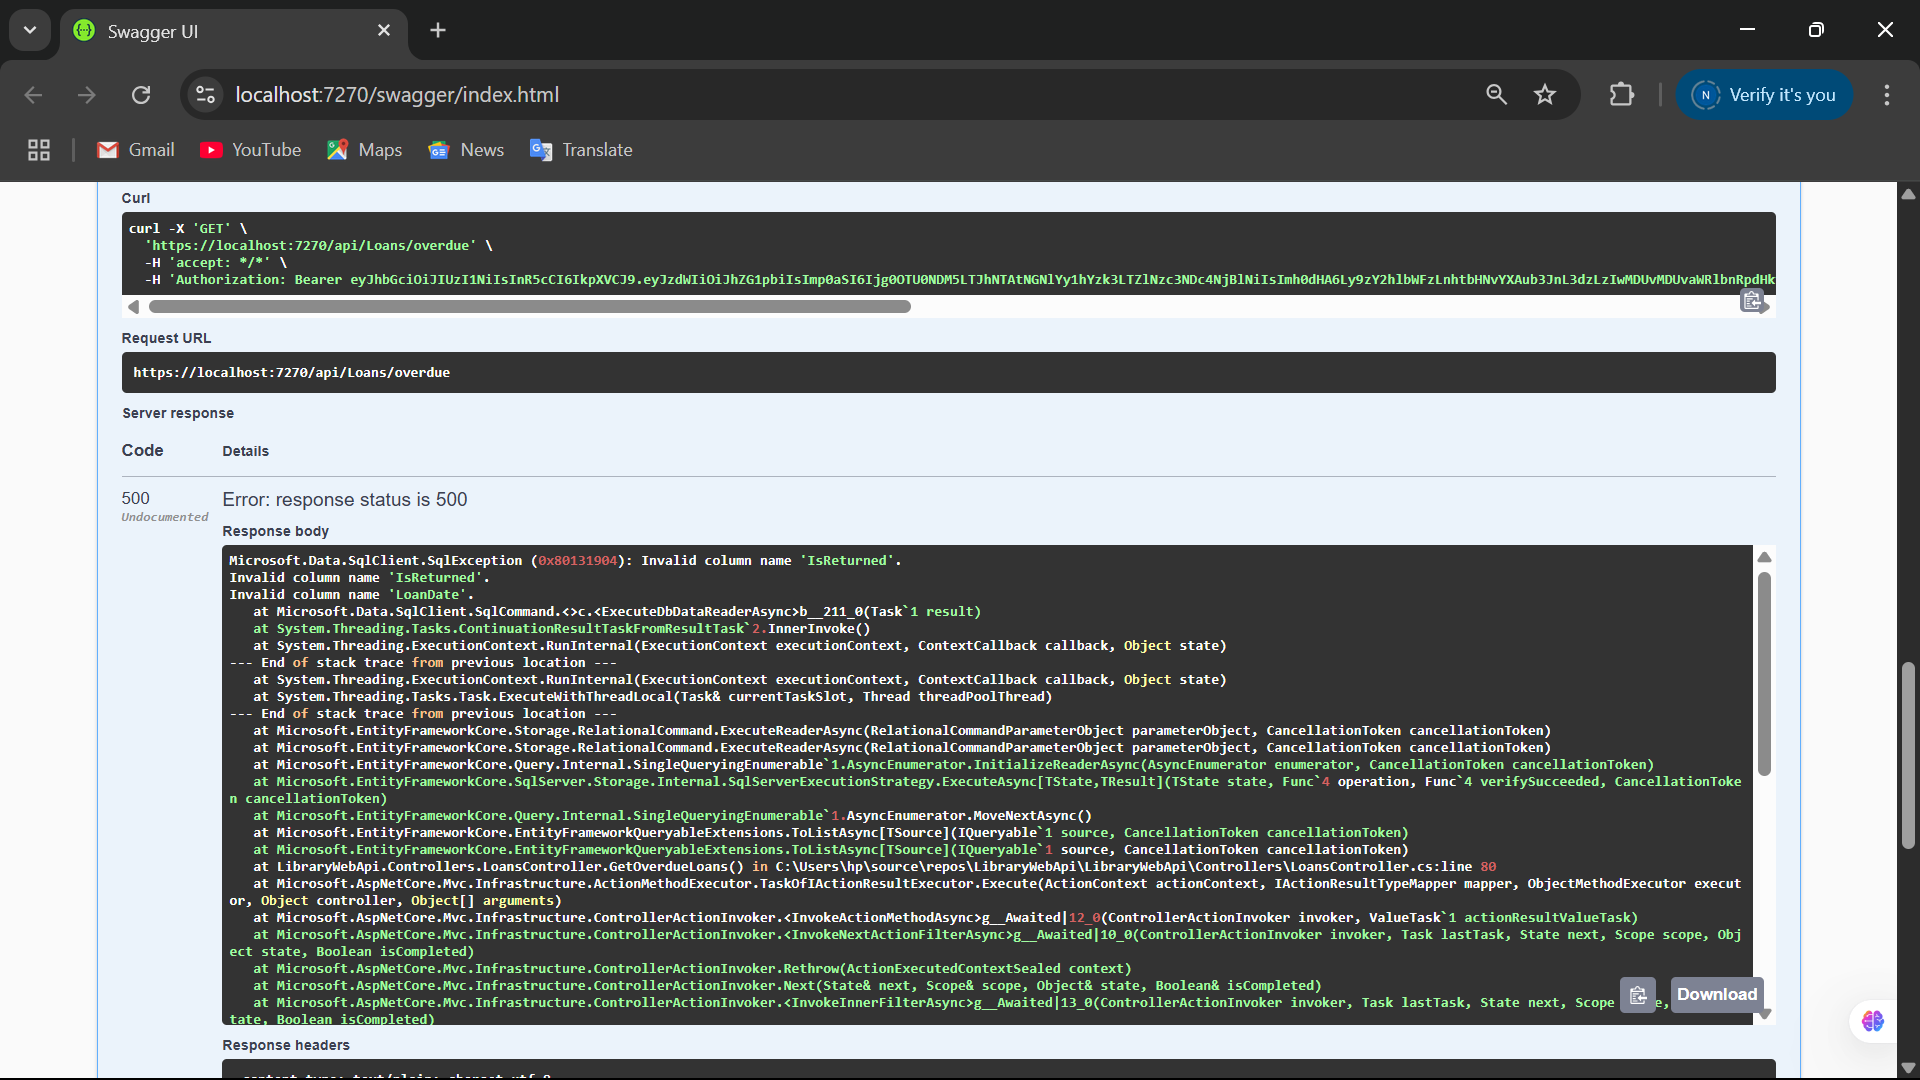 Swagger UI
localhost:7270/swagger/index.html
N Verify it's you
Gmail YouTube Maps News Translate
Curl
curl -X 'GET' \
'https://localhost:7270/api/Loans/overdue' \
-H 'accept: */*' \
-H 'Authorization: Bearer
Request URL
https://localhost:7270/api/Loans/overdue
Server response
Code Details
500 Error: response status is 500
Undocumented
Response body
Microsoft.Data.SqlClient.SqlException (0x80131904): Invalid column name 'IsReturned'.
Invalid column name 'IsReturned'.
Invalid column name 'LoanDate'.
at Microsoft.Data.SqlClient.SqlCommand.<>c.<ExecuteDbDataReaderAsync>b__211_0(Task`1 result)
at System.Threading.Tasks.ContinuationResultTaskFromResultTask`2.InnerInvoke()
at System.Threading.ExecutionContext.RunInternal(ExecutionContext executionContext, ContextCallback callback, Object state)
--- End of stack trace from previous location ---
at System.Threading.ExecutionContext.RunInternal(ExecutionContext executionContext, ContextCallback callback, Object state)
at System.Threading.Tasks.Task.ExecuteWithThreadLocal(Task& currentTaskSlot, Thread threadPoolThread)
--- End of stack trace from previous location ---
at Microsoft.EntityFrameworkCore.Storage.RelationalCommand.ExecuteReaderAsync(RelationalCommandParameterObject parameterObject, CancellationToken cancellationToken)
at Microsoft.EntityFrameworkCore.Storage.RelationalCommand.ExecuteReaderAsync(RelationalCommandParameterObject parameterObject, CancellationToken cancellationToken)
at Microsoft.EntityFrameworkCore.Query.Internal.SingleQueryingEnumerable`1.AsyncEnumerator.InitializeReaderAsync(AsyncEnumerator enumerator, CancellationToken cancellationToken)
at Microsoft.EntityFrameworkCore.SqlServer.Storage.Internal.SqlServerExecutionStrategy.ExecuteAsync[TState,TResult](TState state, Func`4 operation, Func`4 verifySucceeded, CancellationToke
n cancellationToken)
at Microsoft.EntityFrameworkCore.Query.Internal.SingleQueryingEnumerable`1.AsyncEnumerator.MoveNextAsync()
at Microsoft.EntityFrameworkCore.EntityFrameworkQueryableExtensions.ToListAsync[TSource](IQueryable`1 source, CancellationToken cancellationToken)
at Microsoft.EntityFrameworkCore.EntityFrameworkQueryableExtensions.ToListAsync[TSource](IQueryable`1 source, CancellationToken cancellationToken)
at LibraryWebApi.Controllers.LoansController.GetOverdueLoans() in C:\Users\hp\source\repos\LibraryWebApi\LibraryWebApi\Controllers\LoansController.cs:line 80
at Microsoft.AspNetCore.Mvc.Infrastructure.ActionMethodExecutor.TaskOfIActionResultExecutor.Execute(ActionContext actionContext, IActionResultTypeMapper mapper, ObjectMethodExecutor execut
or, Object controller, Object[] arguments)
at Microsoft.AspNetCore.Mvc.Infrastructure.ControllerActionInvoker.<InvokeActionMethodAsync>g__Awaited|12_0(ControllerActionInvoker invoker, ValueTask`1 actionResultValueTask)
at Microsoft.AspNetCore.Mvc.Infrastructure.ControllerActionInvoker.<InvokeNextActionFilterAsync>g__Awaited|10_0(ControllerActionInvoker invoker, Task lastTask, State next, Scope scope, Obj
ect state, Boolean isCompleted)
at Microsoft.AspNetCore.Mvc.Infrastructure.ControllerActionInvoker.Rethrow(ActionExecutedContextSealed context)
at Microsoft.AspNetCore.Mvc.Infrastructure.ControllerActionInvoker.Next(State& next, Scope& scope, Object& state, Boolean& isCompleted)
at Microsoft.AspNetCore.Mvc.Infrastructure.ControllerActionInvoker.<InvokeInnerFilterAsync>g__Awaited|13_0(ControllerActionInvoker invoker, Task lastTask, State next, Scope
tate, Boolean isCompleted)
Download
Response headers